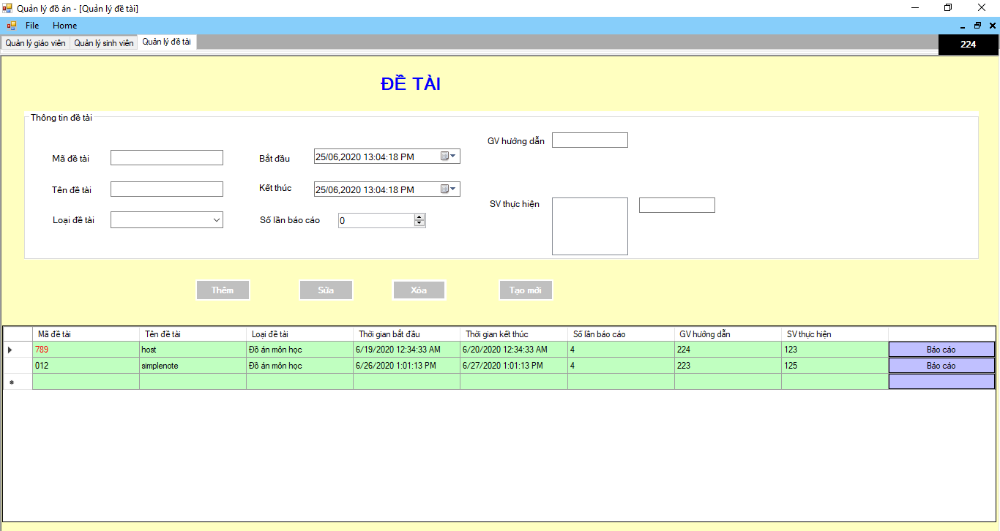 Quản lý đồ án - [Quản lý đề tài]
File Home
Quản lý giáo viên Quản lý sinh viên Quản lý đề tài
224
ĐỀ TÀI
Thông tin đề tài
Mã đề tài
Tên đề tài
Loại đề tài
Bắt đầu 25/06,2020 13:04:18 PM
Kết thúc 25/06,2020 13:04:18 PM
Số lần báo cáo 0
GV hướng dẫn
SV thực hiện
Thêm Sửa Xóa Tạo mới
Mã đề tài Tên đề tài Loại đề tài Thời gian bắt đầu Thời gian kết thúc Số lần báo cáo GV hướng dẫn SV thực hiện
789 host Đồ án môn học 6/19/2020 12:34:33 AM 6/20/2020 12:34:33 AM 4 224 123 Báo cáo
012 simplenote Đồ án môn học 6/26/2020 1:01:13 PM 6/27/2020 1:01:13 PM 4 223 125 Báo cáo